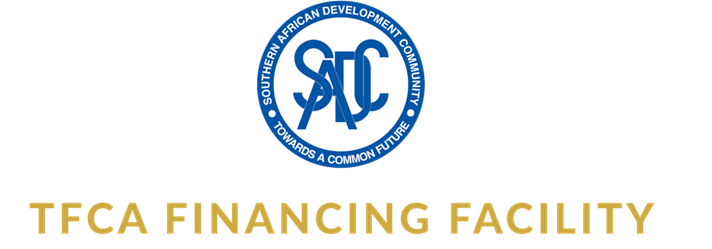 SOUTHERN AFRICAN DEVELOPMENT COMMUNITY
SADC
TOWARDS A COMMON FUTURE
TFCA FINANCING FACILITY